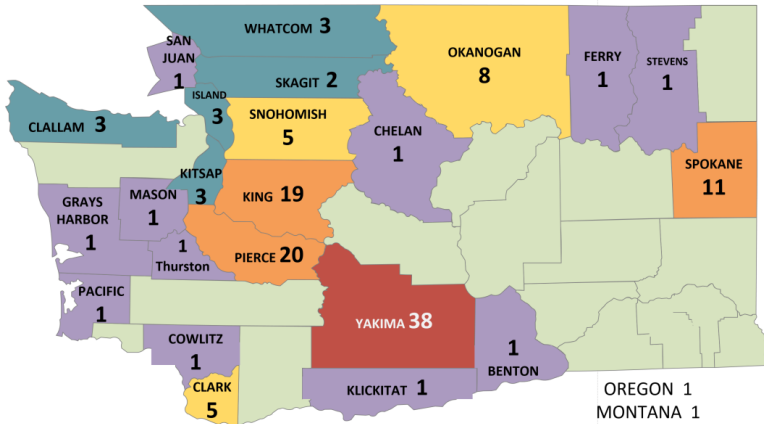 WHATCOM 3
SAN
JUAN
1
SKAGIT 2
ISLAND
3
OKANOGAN
8
FERRY
1
STEVENS
1
CLALLAM 3
SNOHOMISH
5
CHELAN
1
KITSAP
3
SPOKANE
11
GRAYS
HARBOR
1
MASON
1
KING 19
1
Thurston
PIERCE 20
PACIFIC
1
YAKIMA 38
COWLITZ
1
1
BENTON
CLARK
5
KLICKITAT 1
OREGON 1
MONTANA 1